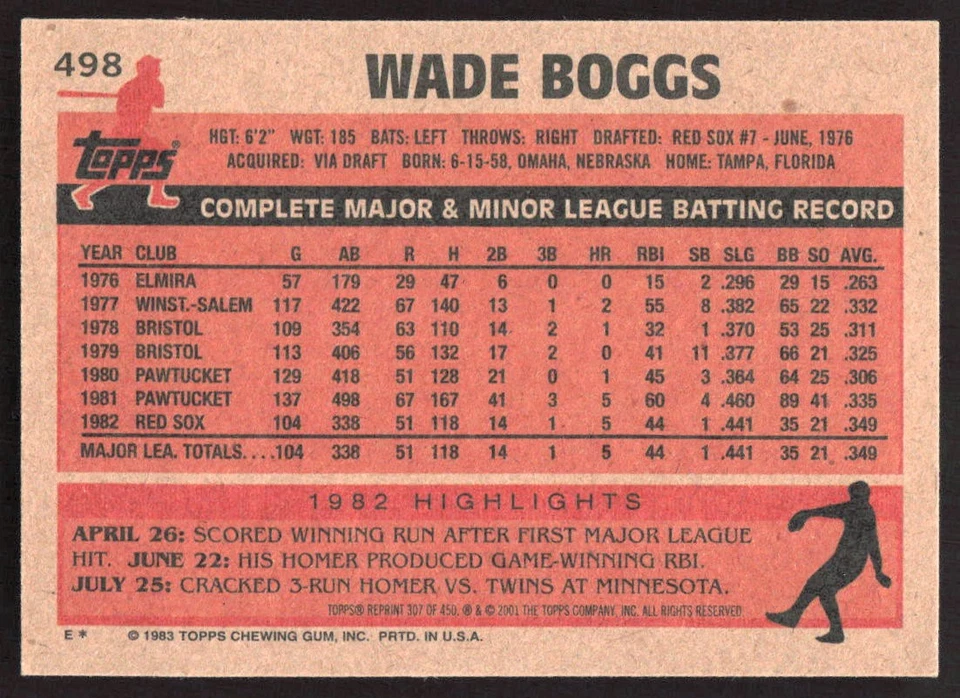 498
WADE BOGGS
TOPPS®
HGT: 6'2" WGT: 185 BATS: LEFT THROWS: RIGHT DRAFTED: RED SOX #7 - JUNE, 1976
ACQUIRED: VIA DRAFT BORN: 6-15-58, OMAHA, NEBRASKA HOME: TAMPA, FLORIDA
COMPLETE MAJOR & MINOR LEAGUE BATTING RECORD
YEAR CLUB G AB R H 2B 3B HR RBI SB SLG BB SO AVG.
1976 ELMIRA 57 179 29 47 6 0 0 15 2 .296 29 15 .263
1977 WINST.-SALEM 117 422 67 140 13 1 2 55 8 .382 65 22 .332
1978 BRISTOL 109 354 63 110 14 2 1 32 1 .370 53 25 .311
1979 BRISTOL 113 406 56 132 17 2 0 41 11 .377 66 21 .325
1980 PAWTUCKET 129 418 51 128 21 0 1 45 3 .364 64 25 .306
1981 PAWTUCKET 137 498 67 167 41 3 5 60 4 .460 89 41 .335
1982 RED SOX 104 338 51 118 14 1 5 44 1 .441 35 21 .349
MAJOR LEA. TOTALS....104 338 51 118 14 1 5 44 1 .441 35 21 .349
1982 HIGHLIGHTS
APRIL 26: SCORED WINNING RUN AFTER FIRST MAJOR LEAGUE
HIT. JUNE 22: HIS HOMER PRODUCED GAME-WINNING RBI.
JULY 25: CRACKED 3-RUN HOMER VS. TWINS AT MINNESOTA.
TOPPS® REPRINT 307 OF 450. ® & © 2001 THE TOPPS COMPANY, INC. ALL RIGHTS RESERVED.
E * © 1983 TOPPS CHEWING GUM, INC. PRTD. IN U.S.A.